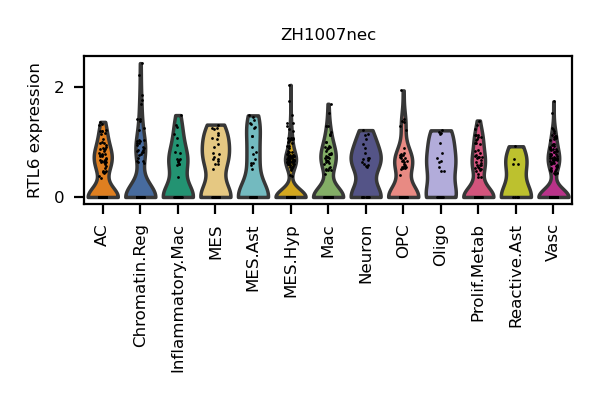 ZH1007nec
RTL6 expression
2
0
AC
Chromatin.Reg
Inflammatory.Mac
MES
MES.Ast
MES.Hyp
Mac
Neuron
OPC
Oligo
Prolif.Metab
Reactive.Ast
Vasc